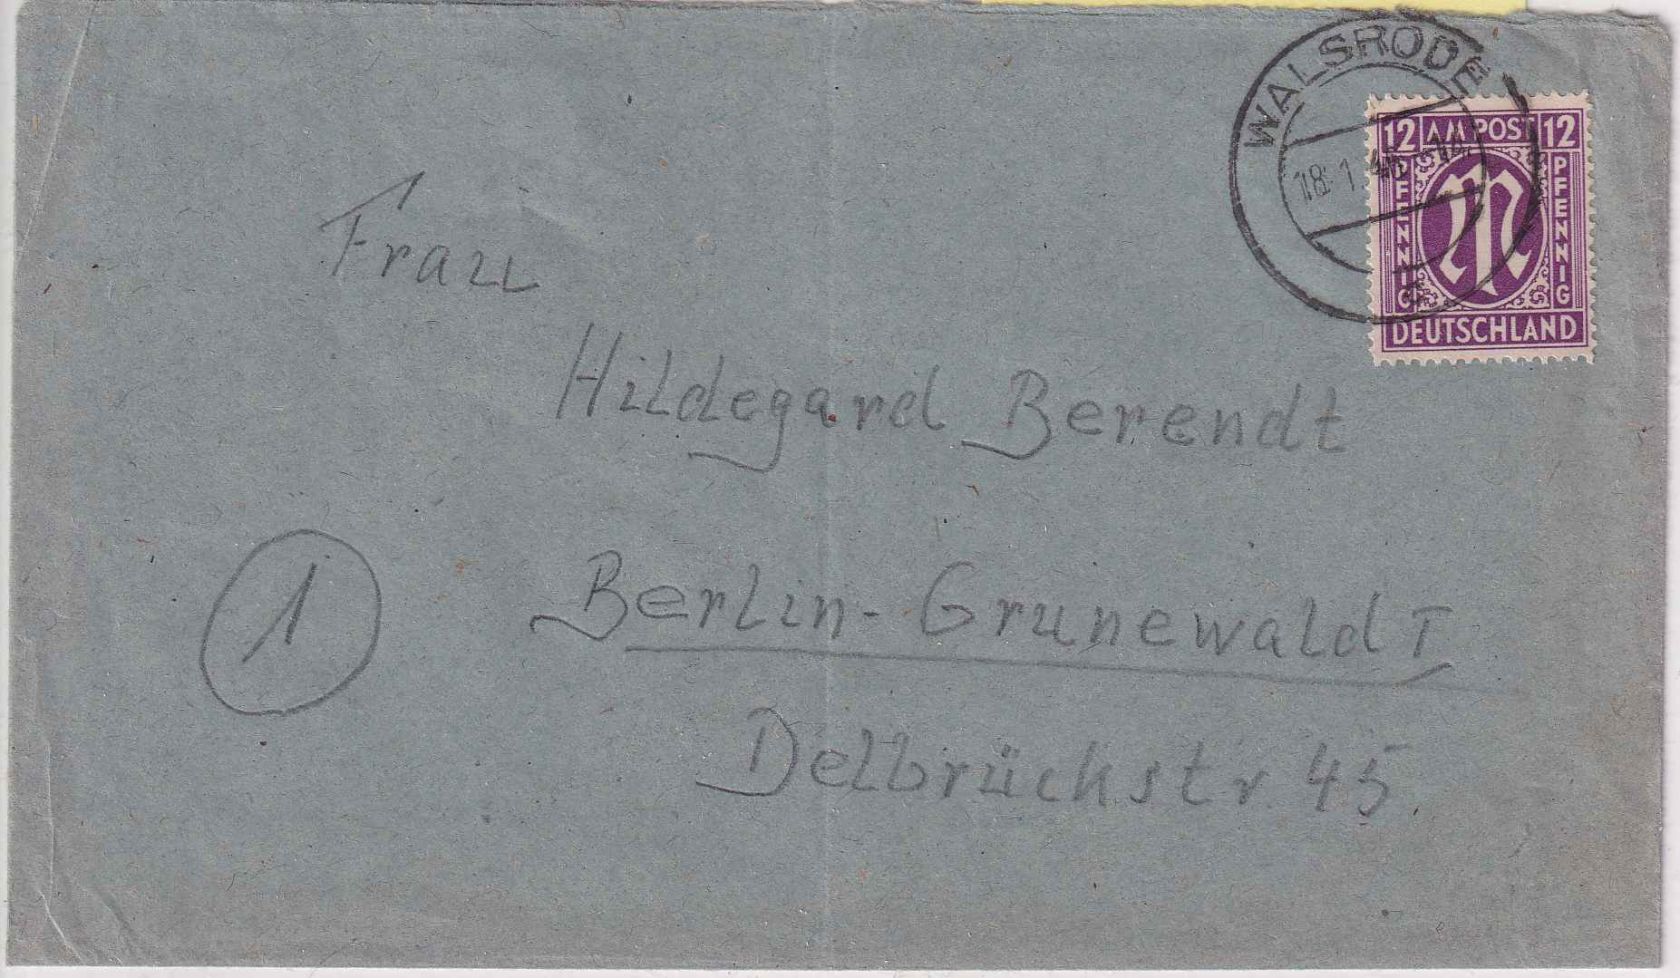 WALSRODE
18.1.46
12 AM POST 12
PFENNIG
PFENNIG
M
DEUTSCHLAND
Frau
Hildegard Berendt
1
Berlin-Grunewald 1
Delbrückstr 45